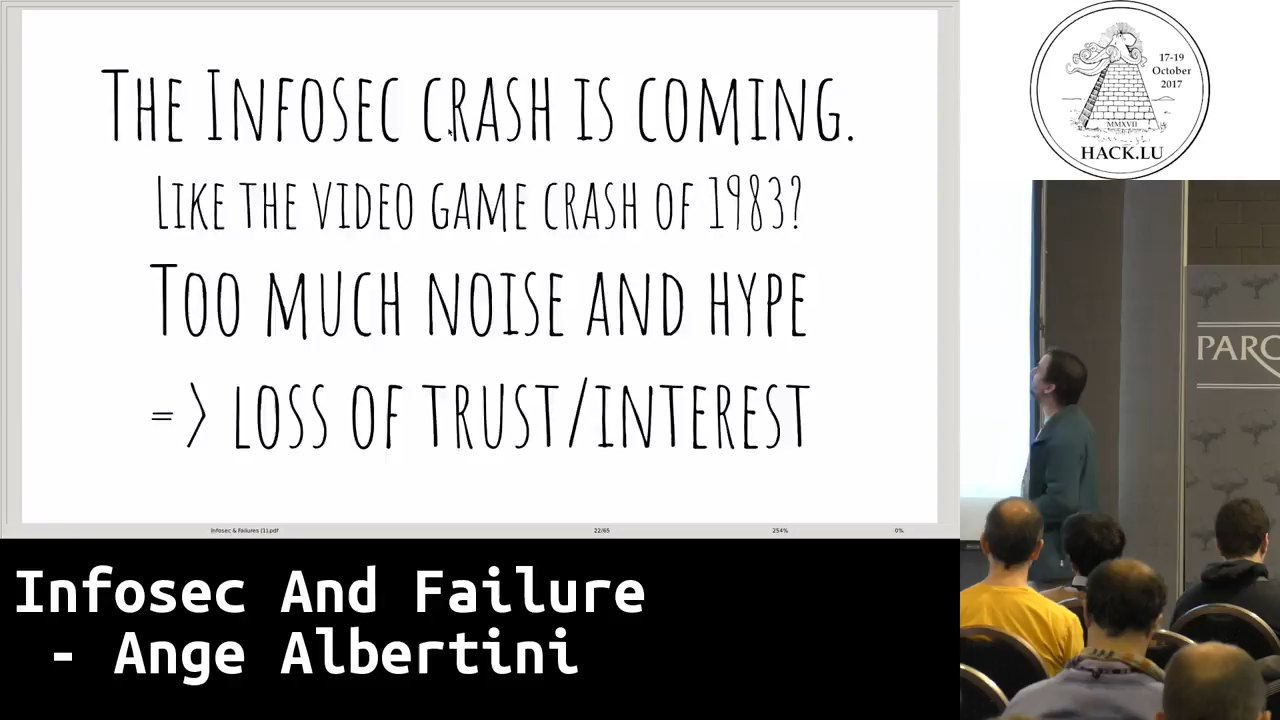 The Infosec crash is coming.
Like the video game crash of 1983?
Too much noise and hype
=> loss of trust/interest
Infosec & Failures (1).pdf
22/65
254%
0%
17-19
October
2017
MMXVII
HACK.LU
PARC
Infosec And Failure
- Ange Albertini